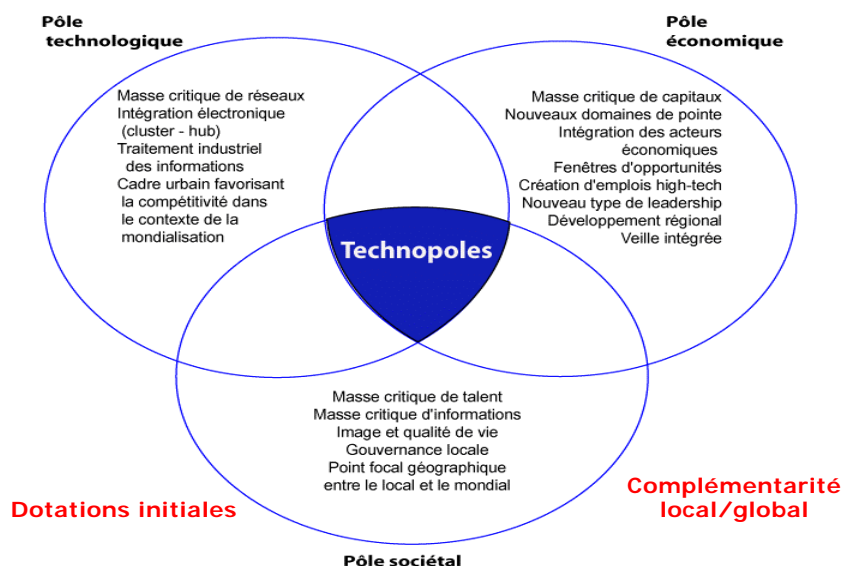 Pôle
technologique
Pôle
économique
Masse critique de réseaux
Intégration électronique
(cluster - hub)
Traitement industriel
des informations
Cadre urbain favorisant
la compétitivité dans
le contexte de la
mondialisation
Masse critique de capitaux
Nouveaux domaines de pointe
Intégration des acteurs
économiques
Fenêtres d'opportunités
Création d'emplois high-tech
Nouveau type de leadership
Développement régional
Veille intégrée
Technopoles
Masse critique de talent
Masse critique d'informations
Image et qualité de vie
Gouvernance locale
Point focal géographique
entre le local et le mondial
Dotations initiales
Complémentarité
local/global
Pôle sociétal